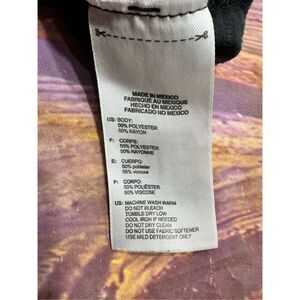 MADE IN MEXICO
FABRIQUÉ AU MEXIQUE
HECHO EN MÉXICO
FABRICADO NO MÉXICO
US: BODY:
50% POLYESTER
50% RAYON
F: CORPS:
50% POLYESTER
50% RAYONNE
E: CUERPO:
50% poliéster
50% viscosa
P: CORPO:
50% POLIÉSTER
50% VISCOSE
US: MACHINE WASH WARM
DO NOT BLEACH
TUMBLE DRY LOW
COOL IRON IF NEEDED
DO NOT DRY CLEAN
DO NOT USE FABRIC SOFTENER
USE MILD DETERGENT ONLY